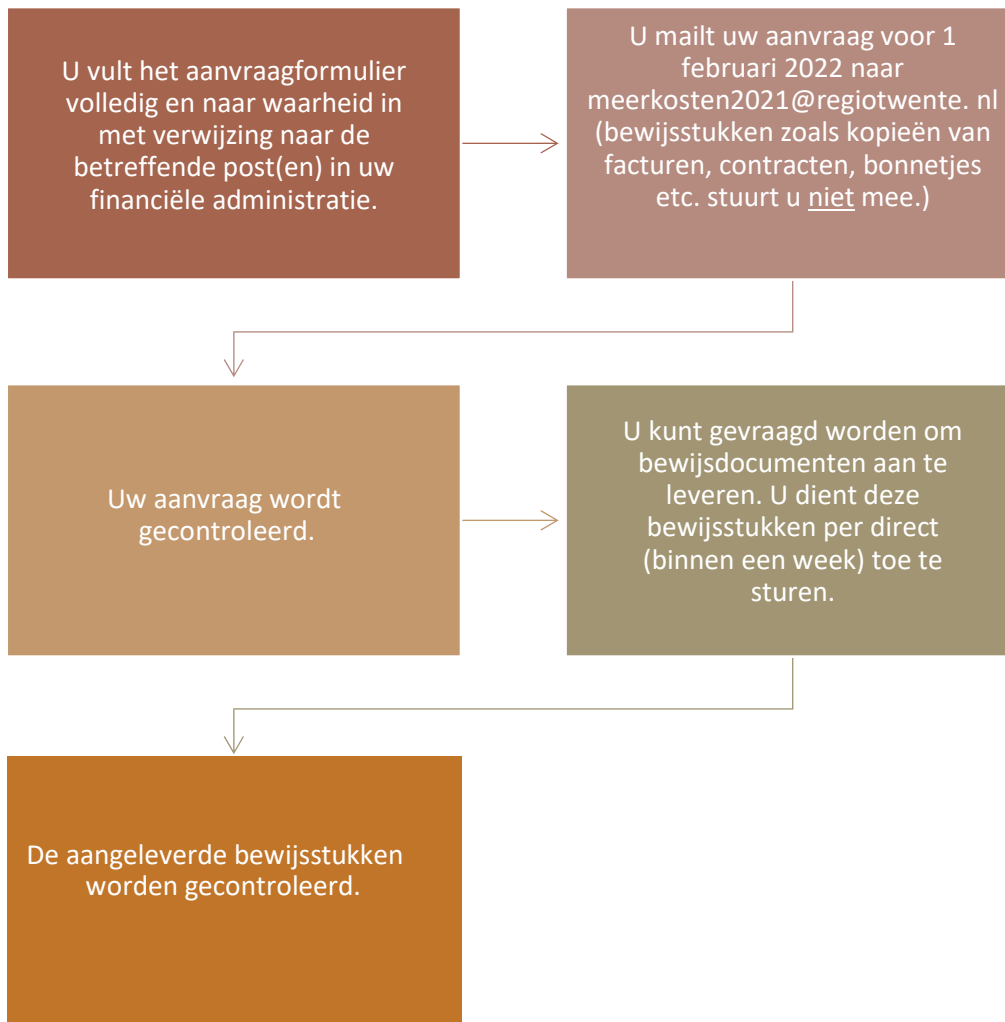 U vult het aanvraagformulier
volledig en naar waarheid in
met verwijzing naar de
betreffende post(en) in uw
financiële administratie.
U mailt uw aanvraag voor 1
februari 2022 naar
meerkosten2021@regiotwente. nl
(bewijsstukken zoals kopieën van
facturen, contracten, bonnetjes
etc. stuurt u niet mee.)
Uw aanvraag wordt
gecontroleerd.
U kunt gevraagd worden om
bewijsdocumenten aan te
leveren. U dient deze
bewijsstukken per direct
(binnen een week) toe te
sturen.
De aangeleverde bewijsstukken
worden gecontroleerd.